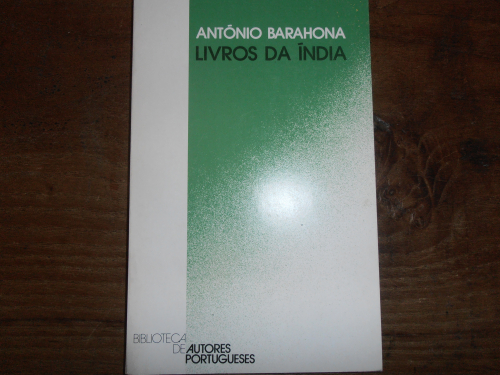 ANTÓNIO BARAHONA
LIVROS DA ÍNDIA
BIBLIOTECA
DE AUTORES
PORTUGUESES